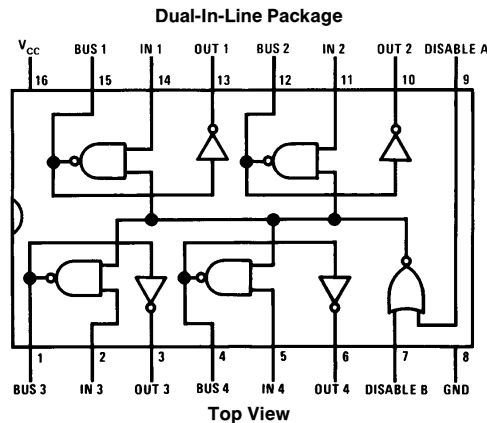 Dual-In-Line Package
VCC BUS 1 IN 1 OUT 1 BUS 2 IN 2 OUT 2 DISABLE A
16 15 14 13 12 11 10 9
1 2 3 4 5 6 7 8
BUS 3 IN 3 OUT 3 BUS 4 IN 4 OUT 4 DISABLE B GND
Top View